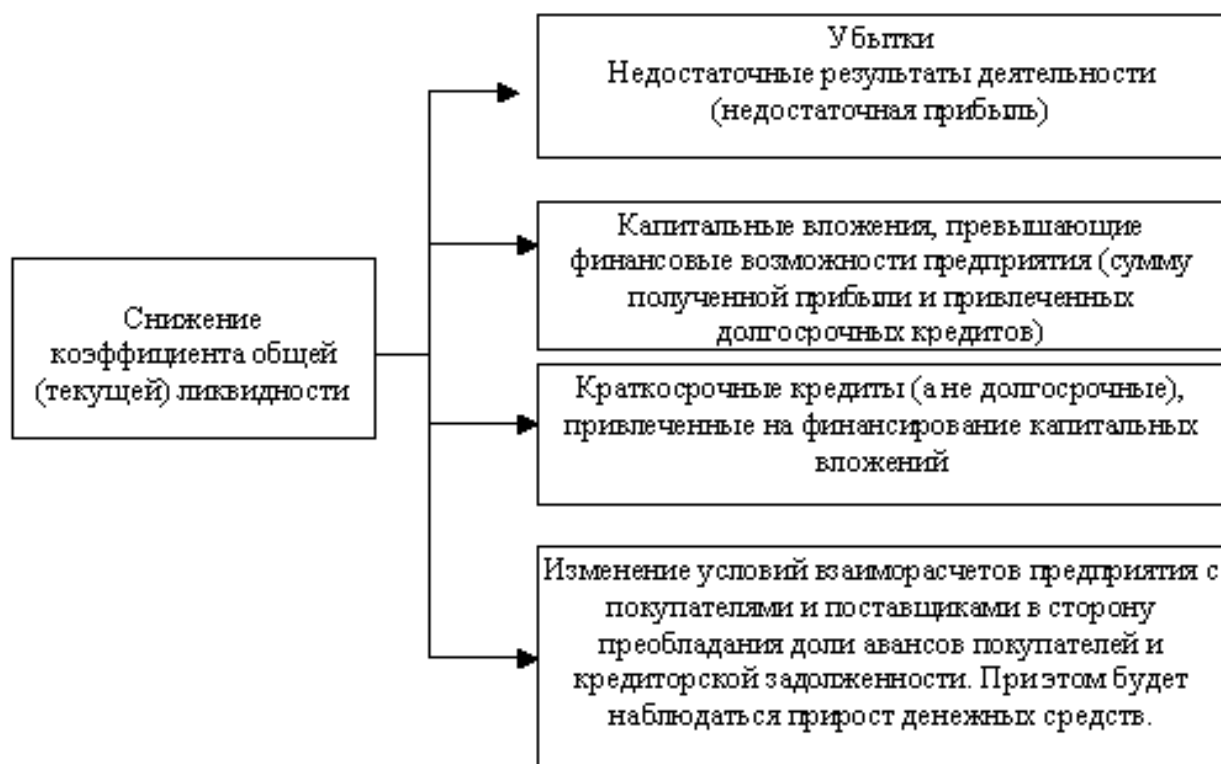 Убытки
Недостаточные результаты деятельности
(недостаточная прибыль)
Капитальные вложения, превышающие
финансовые возможности предприятия (сумму
полученной прибыли и привлеченных
долгосрочных кредитов)
Снижение
коэффициента общей
(текущей) ликвидности
Краткосрочные кредиты (а не долгосрочные),
привлеченные на финансирование капитальных
вложений
Изменение условий взаиморасчетов предприятия с
покупателями и поставщиками в сторону
преобладания доли авансов покупателей и
кредиторской задолженности. При этом будет
наблюдаться прирост денежных средств.